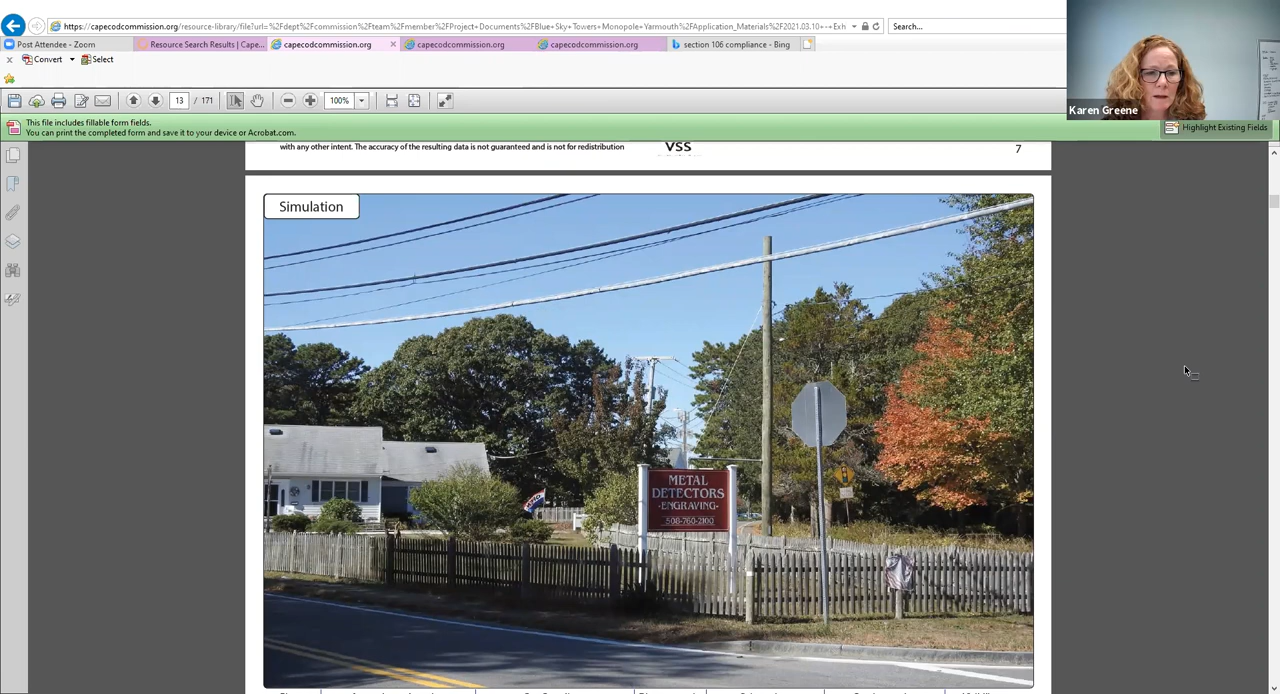 https://capecodcommission.org/resource-library/file?url=%2Fdept%2Fcommission%2Fteam%2Fmember%2FProject+Documents%2FBlue+Sky+Towers+Monopole+Yarmouth%2FApplication_Materials%2F2021.03.10+-+Exh
Search...
Post Attendee - Zoom
Resource Search Results | Cape...
capecodcommission.org
capecodcommission.org
capecodcommission.org
section 106 compliance - Bing
Convert
Select
Karen Greene
13 / 171
100%
This file includes fillable form fields.
You can print the completed form and save it to your device or Acrobat.com.
Highlight Existing Fields
with any other intent. The accuracy of the resulting data is not guaranteed and is not for redistribution
VSS
7
Simulation
METAL
DETECTORS
-ENGRAVING-
508-760-2100